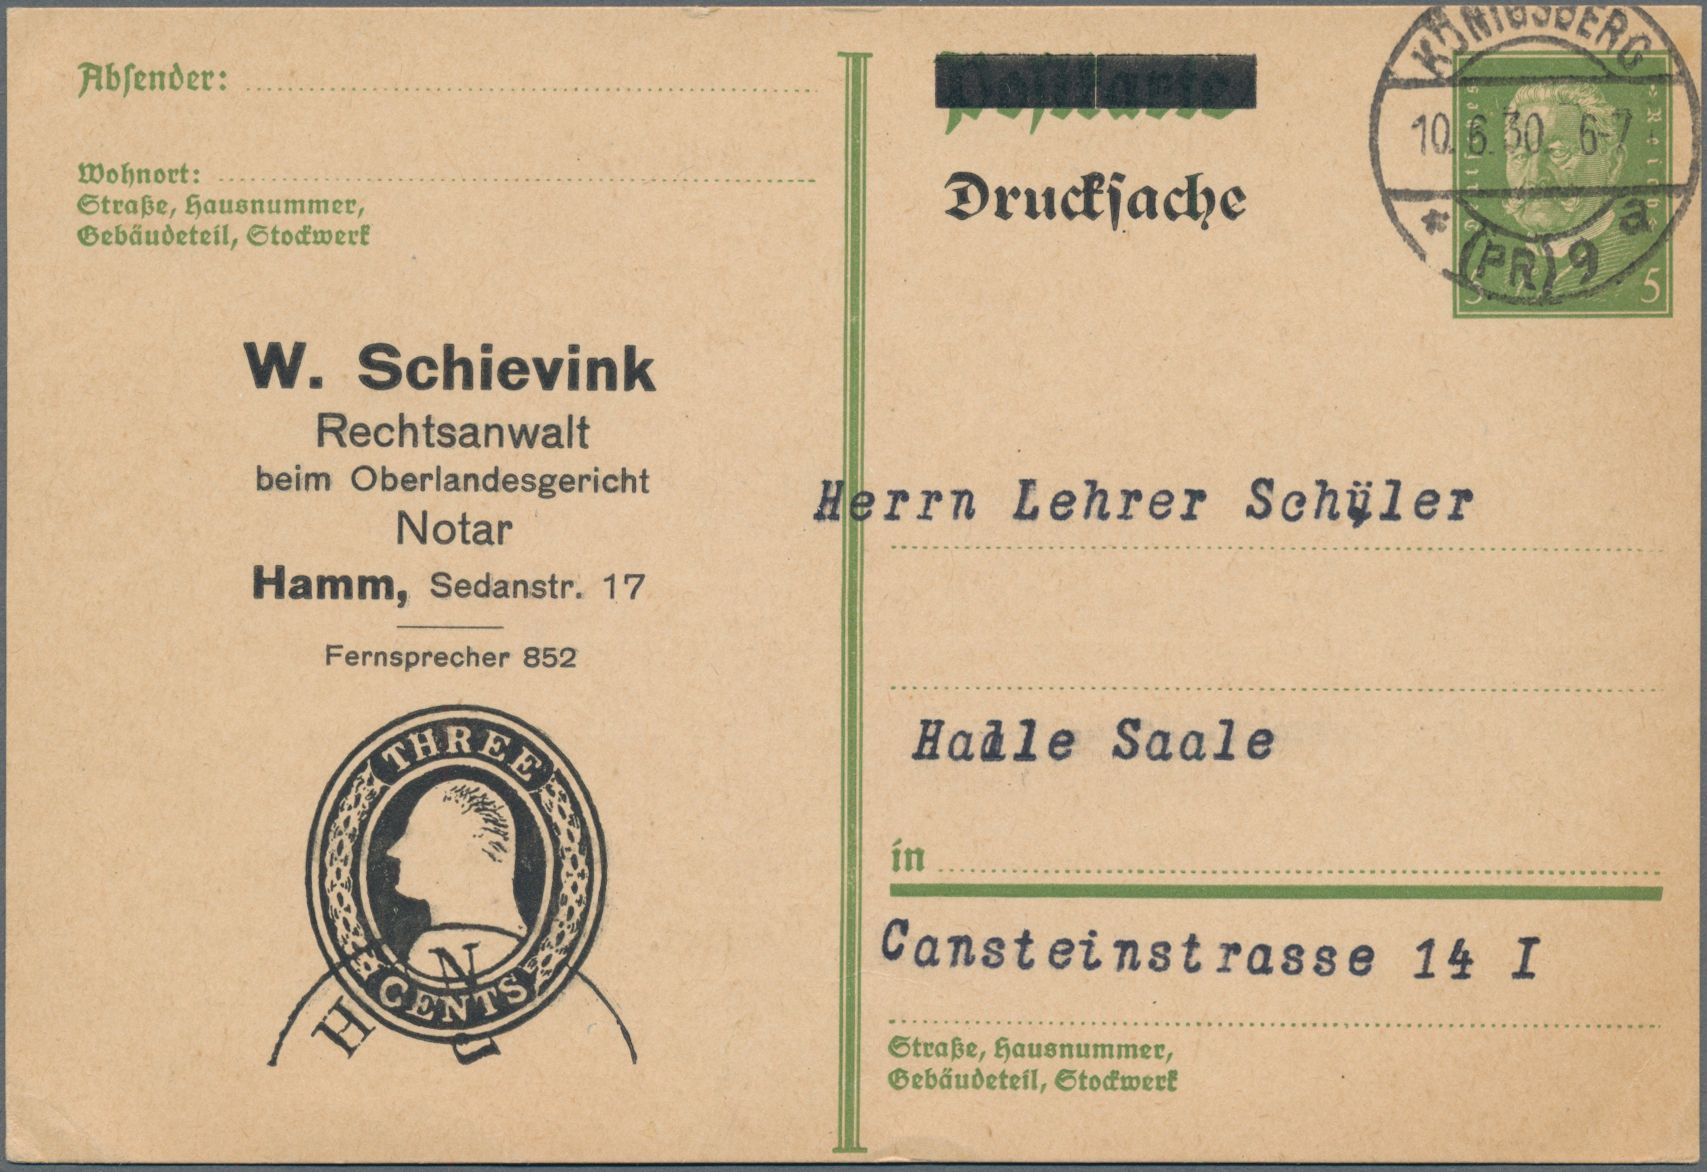 Absender:
Wohnort:
Straße, Hausnummer,
Gebäudeteil, Stockwerk
W. Schievink
Rechtsanwalt
beim Oberlandesgericht
Notar
Hamm, Sedanstr. 17
Fernsprecher 852
THREE
CENTS
H N
Postkarte
Drucksache
KÖNIGSBERG
10.6.30. 6-7
* (PR) 9 a
Deutsches Reich
5 5
Herrn Lehrer Schüler
Halle Saale
in
Cansteinstrasse 14 I
Straße, Hausnummer,
Gebäudeteil, Stockwerk